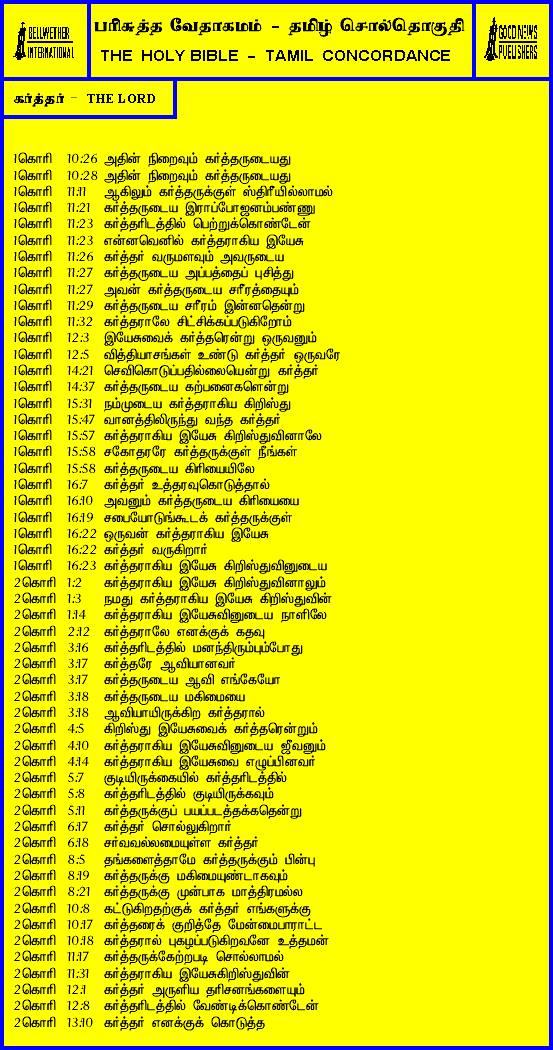 BELLWETHER INTERNATIONAL
பரிசுத்த வேதாகமம் - தமிழ் சொல்தொகுதி
THE HOLY BIBLE - TAMIL CONCORDANCE
GOOD NEWS PUBLISHERS
கர்த்தர் - THE LORD
1கொரி 10:26 அதின் நிறைவும் கர்த்தருடையது
1கொரி 10:28 அதின் நிறைவும் கர்த்தருடையது
1கொரி 11:11 ஆகிலும் கர்த்தருக்குள் ஸ்திரீயில்லாமல்
1கொரி 11:21 கர்த்தருடைய இராப்போஜனம்பண்ணு
1கொரி 11:23 கர்த்தரிடத்தில் பெற்றுக்கொண்டேன்
1கொரி 11:23 என்னவெனில் கர்த்தராகிய இயேசு
1கொரி 11:26 கர்த்தர் வருமளவும் அவருடைய
1கொரி 11:27 கர்த்தருடைய அப்பத்தைப் புசித்து
1கொரி 11:27 அவன் கர்த்தருடைய சரீரத்தையும்
1கொரி 11:29 கர்த்தருடைய சரீரம் இன்னதென்று
1கொரி 11:32 கர்த்தராலே சிட்சிக்கப்படுகிறோம்
1கொரி 12:3 இயேசுவைக் கர்த்தரென்று ஒருவனும்
1கொரி 12:5 வித்தியாசங்கள் உண்டு கர்த்தர் ஒருவரே
1கொரி 14:21 செவிகொடுப்பதில்லையென்று கர்த்தர்
1கொரி 14:37 கர்த்தருடைய கற்பனைகளென்று
1கொரி 15:31 நம்முடைய கர்த்தராகிய கிறிஸ்து
1கொரி 15:47 வானத்திலிருந்து வந்த கர்த்தர்
1கொரி 15:57 கர்த்தராகிய இயேசு கிறிஸ்துவினாலே
1கொரி 15:58 சகோதரரே கர்த்தருக்குள் நீங்கள்
1கொரி 15:58 கர்த்தருடைய கிரியையிலே
1கொரி 16:7 கர்த்தர் உத்தரவுகொடுத்தால்
1கொரி 16:10 அவனும் கர்த்தருடைய கிரியையை
1கொரி 16:19 சபையோடுங்கூடக் கர்த்தருக்குள்
1கொரி 16:22 ஒருவன் கர்த்தராகிய இயேசு
1கொரி 16:22 கர்த்தர் வருகிறார்
1கொரி 16:23 கர்த்தராகிய இயேசு கிறிஸ்துவினுடைய
2கொரி 1:2 கர்த்தராகிய இயேசு கிறிஸ்துவினாலும்
2கொரி 1:3 நமது கர்த்தராகிய இயேசு கிறிஸ்துவின்
2கொரி 1:14 கர்த்தராகிய இயேசுவினுடைய நாளிலே
2கொரி 2:12 கர்த்தராலே எனக்குக் கதவு
2கொரி 3:16 கர்த்தரிடத்தில் மனந்திரும்பும்போது
2கொரி 3:17 கர்த்தரே ஆவியானவர்
2கொரி 3:17 கர்த்தருடைய ஆவி எங்கேயோ
2கொரி 3:18 கர்த்தருடைய மகிமையை
2கொரி 3:18 ஆவியாயிருக்கிற கர்த்தரால்
2கொரி 4:5 கிறிஸ்து இயேசுவைக் கர்த்தரென்றும்
2கொரி 4:10 கர்த்தராகிய இயேசுவினுடைய ஜீவனும்
2கொரி 4:14 கர்த்தராகிய இயேசுவை எழுப்பினவர்
2கொரி 5:7 குடியிருக்கையில் கர்த்தரிடத்தில்
2கொரி 5:8 கர்த்தரிடத்தில் குடியிருக்கவும்
2கொரி 5:11 கர்த்தருக்குப் பயப்படத்தக்கதென்று
2கொரி 6:17 கர்த்தர் சொல்லுகிறார்
2கொரி 6:18 சர்வவல்லமையுள்ள கர்த்தர்
2கொரி 8:5 தங்களைத்தாமே கர்த்தருக்கும் பின்பு
2கொரி 8:19 கர்த்தருக்கு மகிமையுண்டாகவும்
2கொரி 8:21 கர்த்தருக்கு முன்பாக மாத்திரமல்ல
2கொரி 10:8 கட்டுகிறதற்குக் கர்த்தர் எங்களுக்கு
2கொரி 10:17 கர்த்தரைக் குறித்தே மேன்மைபாராட்ட
2கொரி 10:18 கர்த்தரால் புகழப்படுகிறவனே உத்தமன்
2கொரி 11:17 கர்த்தருக்கேற்றபடி சொல்லாமல்
2கொரி 11:31 கர்த்தராகிய இயேசுகிறிஸ்துவின்
2கொரி 12:1 கர்த்தர் அருளிய தரிசனங்களையும்
2கொரி 12:8 கர்த்தரிடத்தில் வேண்டிக்கொண்டேன்
2கொரி 13:10 கர்த்தர் எனக்குக் கொடுத்த